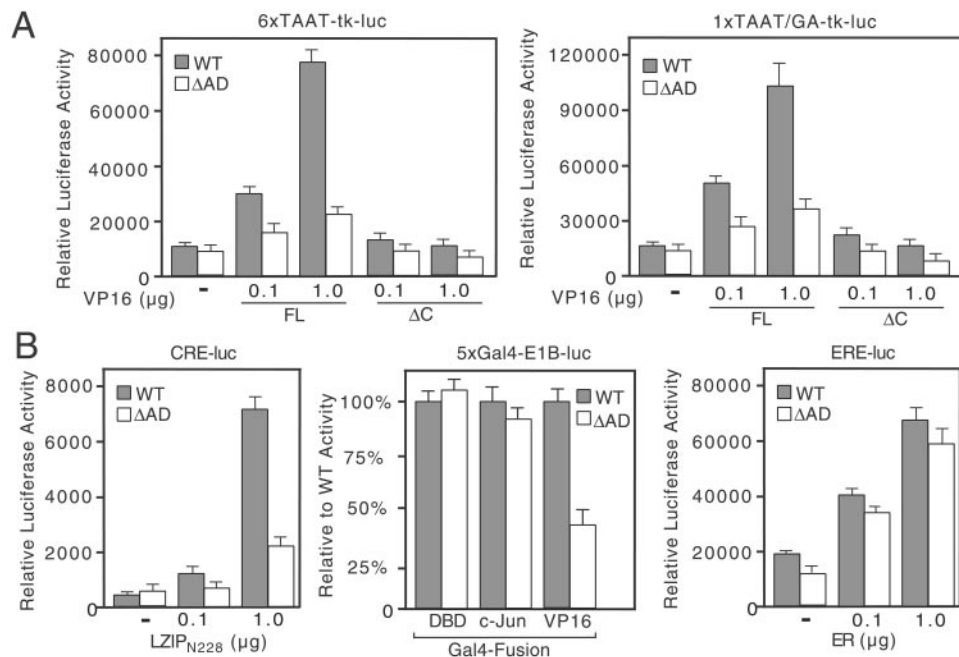 A
6xTAAT-tk-luc
Relative Luciferase Activity
80000
60000
40000
20000
0
WT
ΔAD
VP16 (μg)
- 0.1 1.0 0.1 1.0
FL ΔC
1xTAAT/GA-tk-luc
Relative Luciferase Activity
120000
90000
60000
30000
0
WT
ΔAD
VP16 (μg)
- 0.1 1.0 0.1 1.0
FL ΔC
B
CRE-luc
Relative Luciferase Activity
8000
6000
4000
2000
0
WT
ΔAD
- 0.1 1.0
LZIPN228 (μg)
5xGal4-E1B-luc
Relative to WT Activity
100%
75%
50%
25%
0
WT
ΔAD
DBD c-Jun VP16
Gal4-Fusion
ERE-luc
Relative Luciferase Activity
80000
60000
40000
20000
0
WT
ΔAD
- 0.1 1.0
ER (μg)